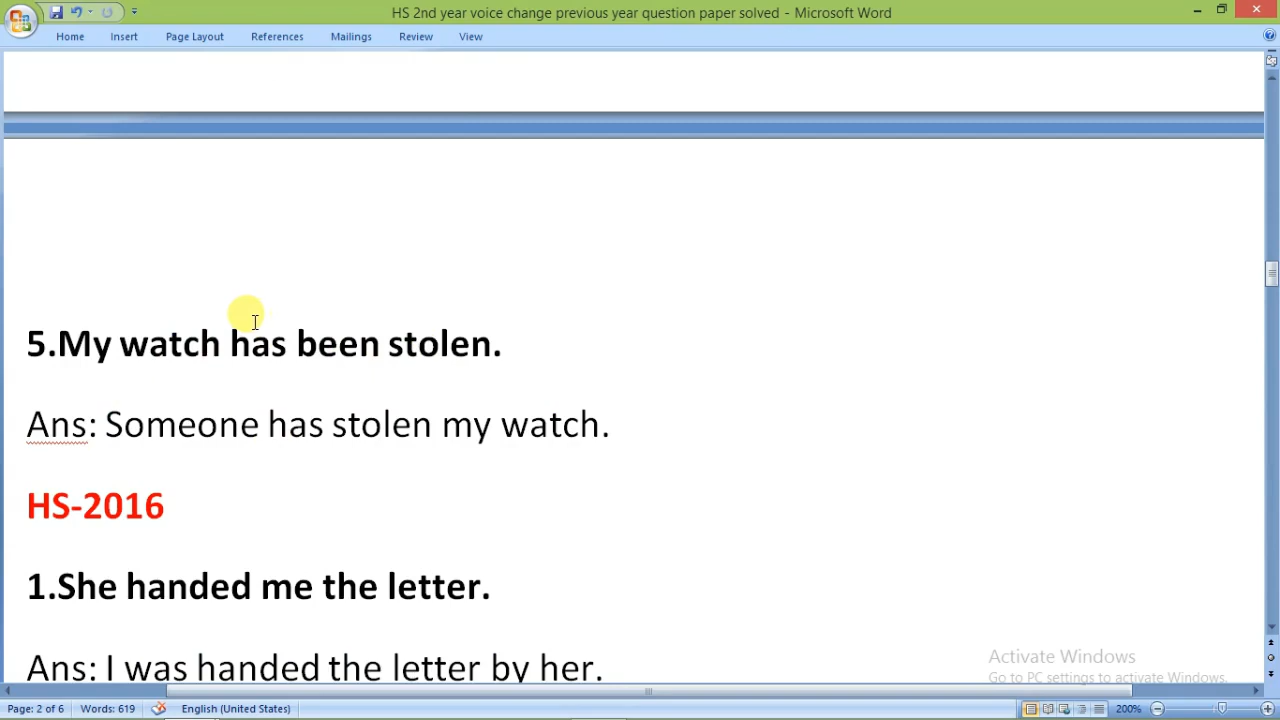 HS 2nd year voice change previous year question paper solved - Microsoft Word
Home Insert Page Layout References Mailings Review View
5.My watch has been stolen.
Ans: Someone has stolen my watch.
HS-2016
1.She handed me the letter.
Ans: I was handed the letter by her.
Activate Windows
Go to PC settings to activate Windows.
Page: 2 of 6 Words: 619 English (United States) 200%